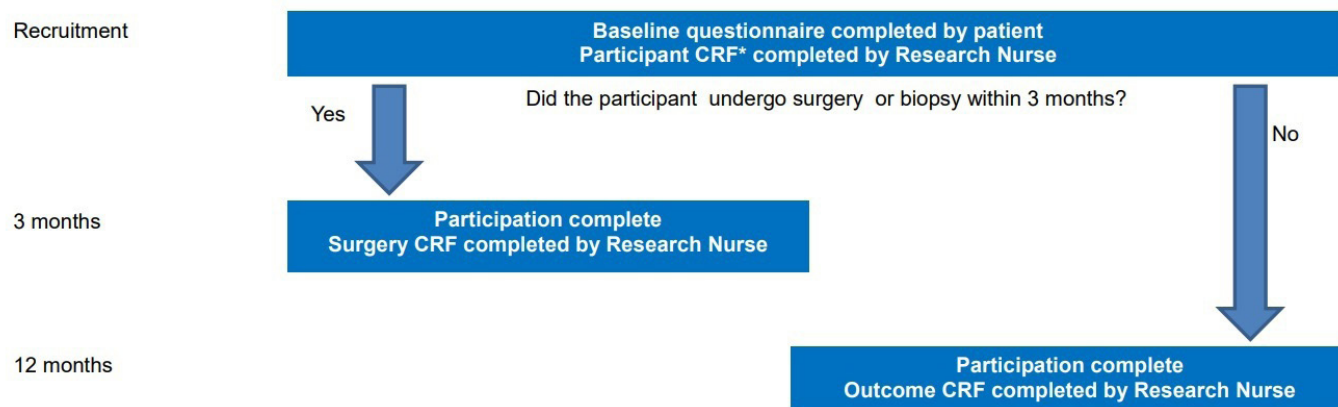 Recruitment
Baseline questionnaire completed by patient
Participant CRF* completed by Research Nurse
Did the participant undergo surgery or biopsy within 3 months?
Yes
No
3 months
Participation complete
Surgery CRF completed by Research Nurse
12 months
Participation complete
Outcome CRF completed by Research Nurse